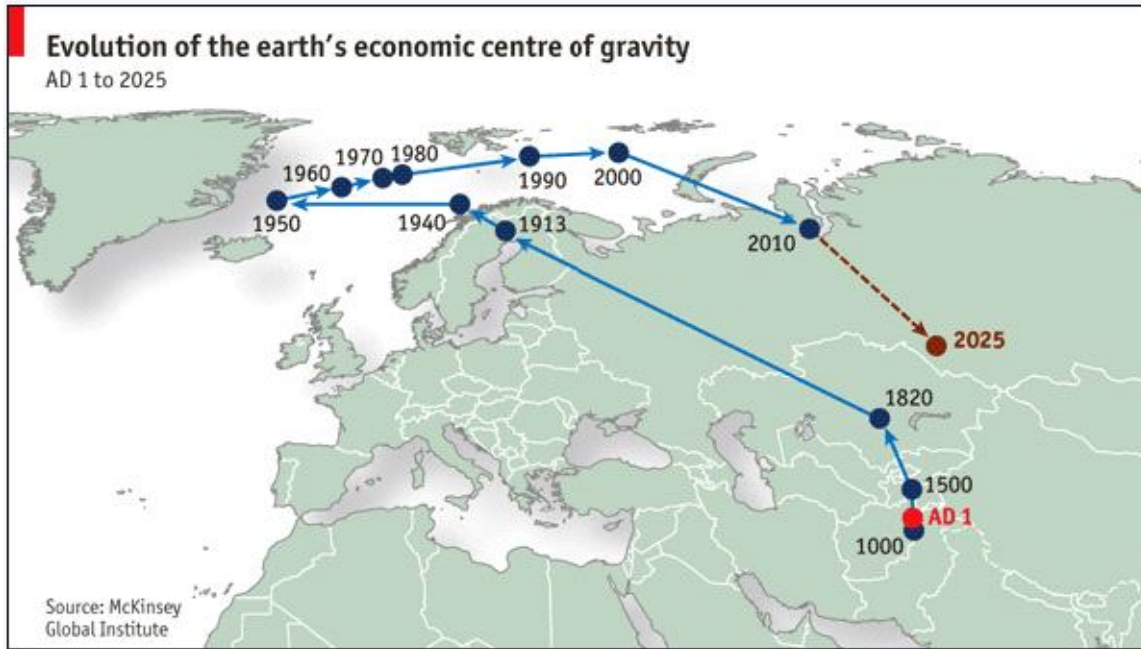 Evolution of the earth's economic centre of gravity
AD 1 to 2025
1980
1970
1960
1990
2000
1950
1940
1913
2010
2025
1820
1500
AD 1
1000
Source: McKinsey
Global Institute